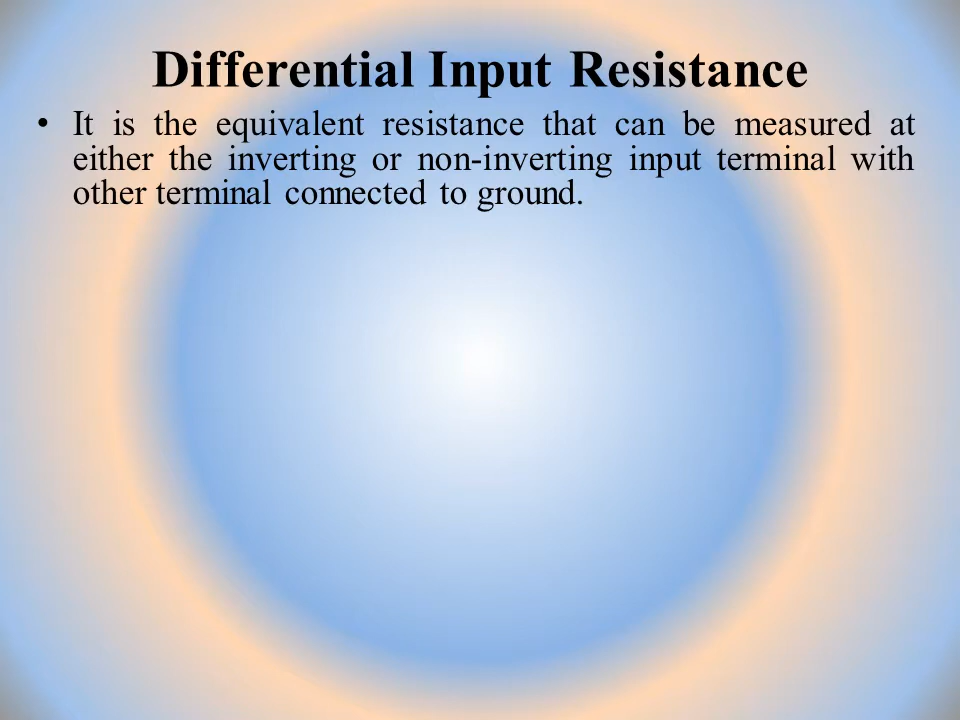 Differential Input Resistance
• It is the equivalent resistance that can be measured at
either the inverting or non-inverting input terminal with
other terminal connected to ground.